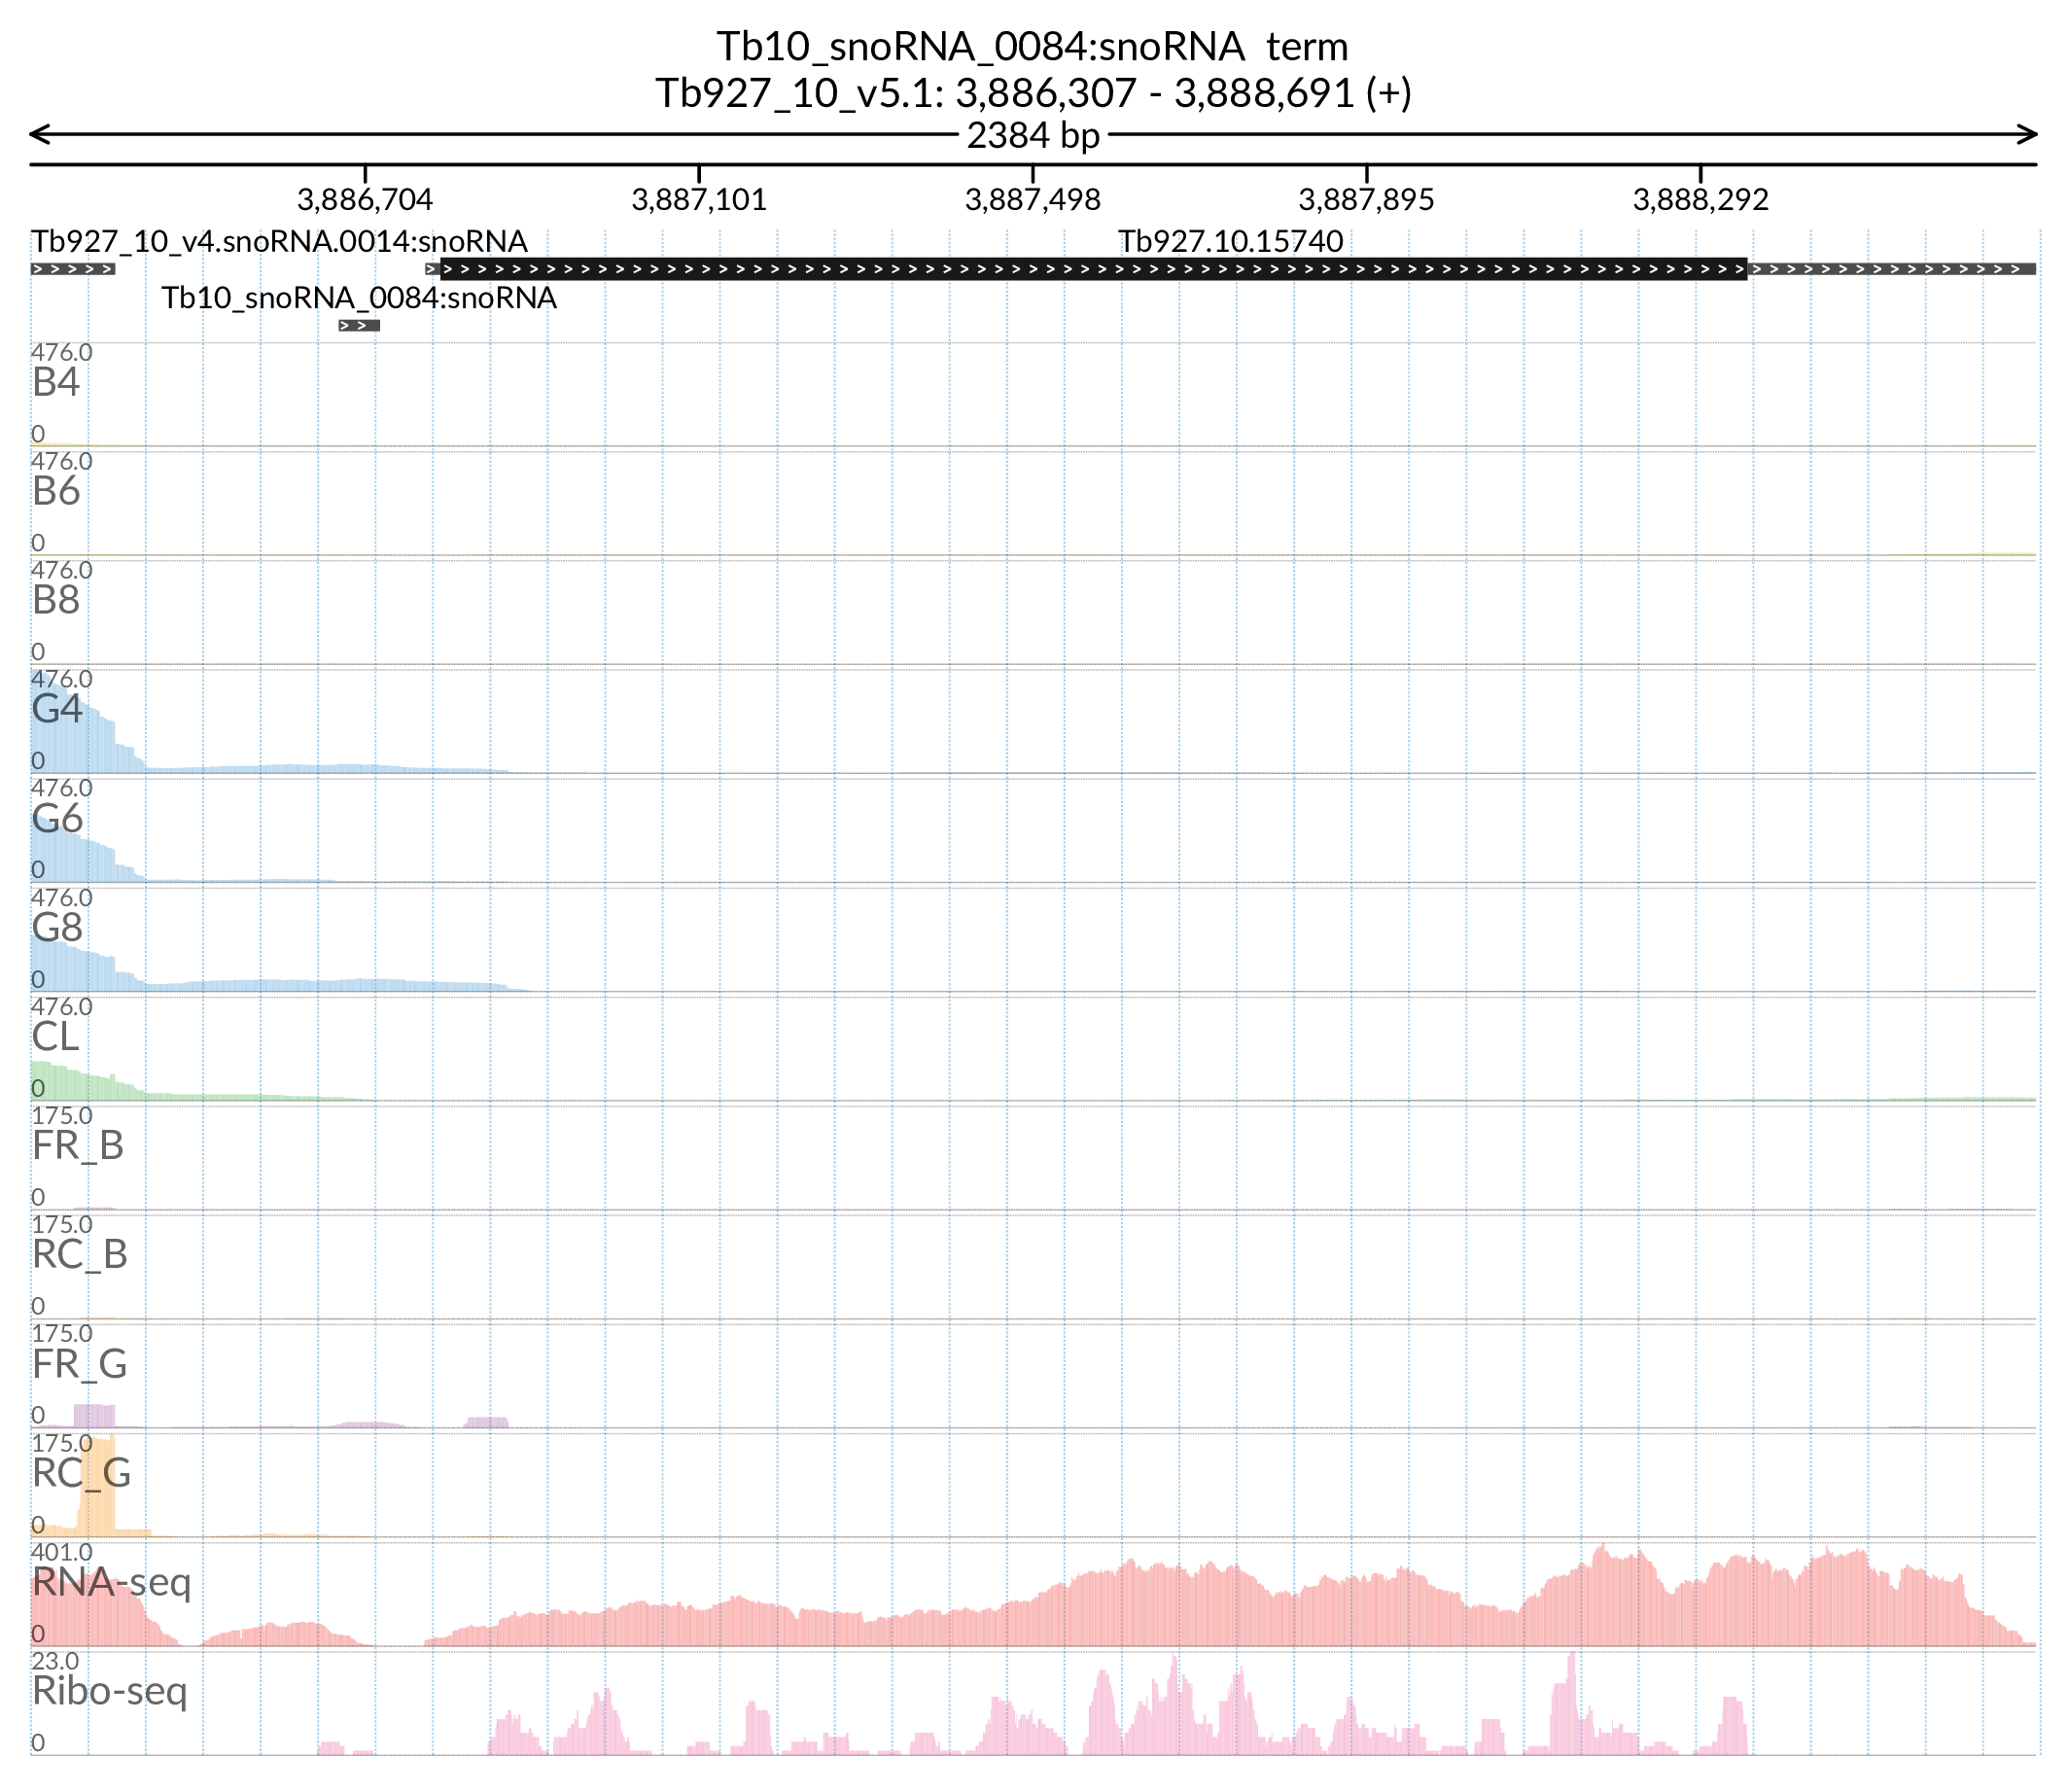 Tb10_snoRNA_0084:snoRNA term
Tb927_10_v5.1: 3,886,307 - 3,888,691 (+)
2384 bp
3,886,704 3,887,101 3,887,498 3,887,895 3,888,292
Tb927_10_v4.snoRNA.0014:snoRNA Tb927.10.15740
Tb10_snoRNA_0084:snoRNA
476.0
B4
0
476.0
B6
0
476.0
B8
0
476.0
G4
0
476.0
G6
0
476.0
G8
0
476.0
CL
0
175.0
FR_B
0
175.0
RC_B
0
175.0
FR_G
0
175.0
RC_G
0
401.0
RNA-seq
0
23.0
Ribo-seq
0